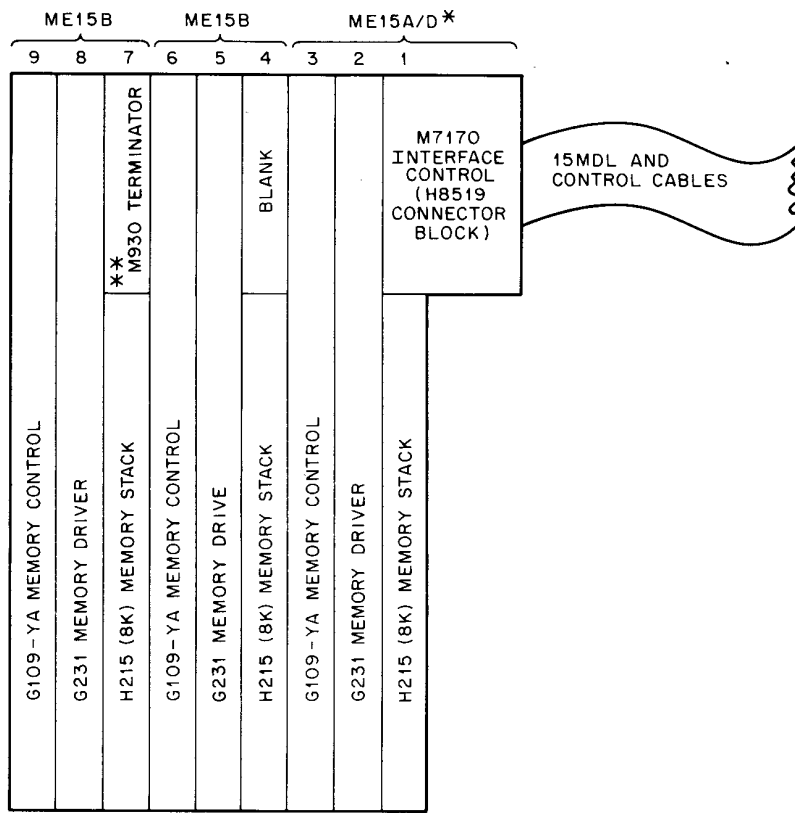 ME15B ME15B ME15A/D*
9 8 7 6 5 4 3 2 1
** M930 TERMINATOR
BLANK
M7170
INTERFACE
CONTROL
(H8519
CONNECTOR
BLOCK)
15MDL AND
CONTROL CABLES
G109-YA MEMORY CONTROL
G231 MEMORY DRIVER
H215 (8K) MEMORY STACK
G109-YA MEMORY CONTROL
G231 MEMORY DRIVE
H215 (8K) MEMORY STACK
G109-YA MEMORY CONTROL
G231 MEMORY DRIVER
H215 (8K) MEMORY STACK